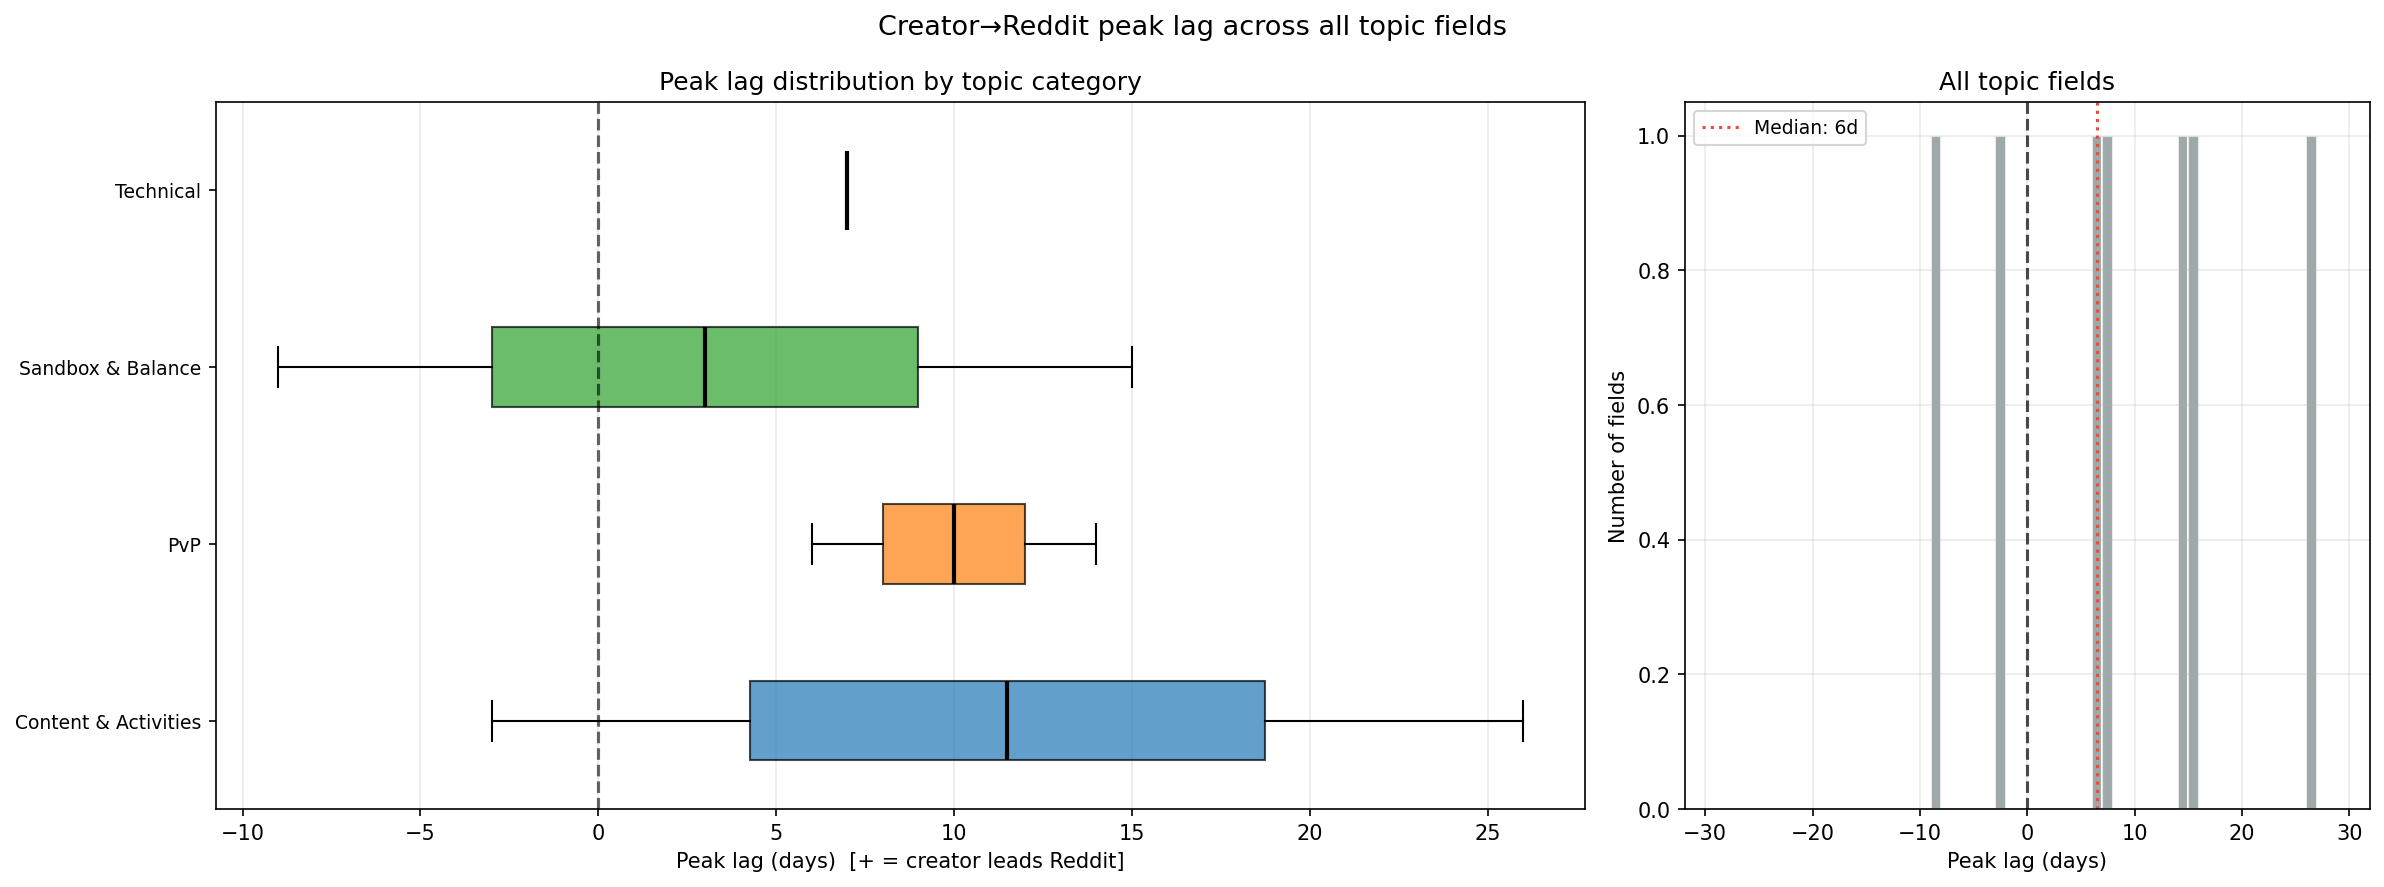 Creator→Reddit peak lag across all topic fields
Peak lag distribution by topic category
Technical
Sandbox & Balance
PvP
Content & Activities
−10
−5
0
5
10
15
20
25
Peak lag (days)  [+ = creator leads Reddit]
All topic fields
Median: 6d
Number of fields
1.0
0.8
0.6
0.4
0.2
0.0
−30
−20
−10
0
10
20
30
Peak lag (days)